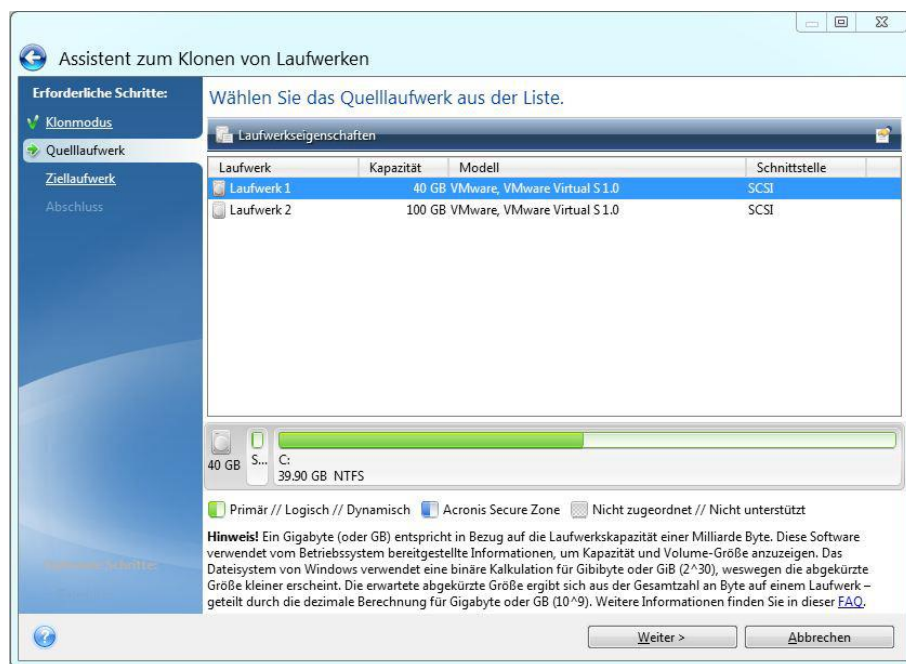 Assistent zum Klonen von Laufwerken
Erforderliche Schritte:
Klonmodus
Quelllaufwerk
Ziellaufwerk
Abschluss
Wählen Sie das Quelllaufwerk aus der Liste.
Laufwerkseigenschaften
Laufwerk Kapazität Modell Schnittstelle
Laufwerk 1 40 GB VMware, VMware Virtual S 1.0 SCSI
Laufwerk 2 100 GB VMware, VMware Virtual S 1.0 SCSI
40 GB
S...
C:
39.90 GB NTFS
Primär // Logisch // Dynamisch Acronis Secure Zone Nicht zugeordnet // Nicht unterstützt
Hinweis! Ein Gigabyte (oder GB) entspricht in Bezug auf die Laufwerkskapazität einer Milliarde Byte. Diese Software
verwendet vom Betriebssystem bereitgestellte Informationen, um Kapazität und Volume-Größe anzuzeigen. Das
Dateisystem von Windows verwendet eine binäre Kalkulation für Gibibyte oder GiB (2^30), weswegen die abgekürzte
Größe kleiner erscheint. Die erwartete abgekürzte Größe ergibt sich aus der Gesamtzahl an Byte auf einem Laufwerk –
geteilt durch die dezimale Berechnung für Gigabyte oder GB (10^9). Weitere Informationen finden Sie in dieser FAQ.
Schritte:
Weiter >
Abbrechen